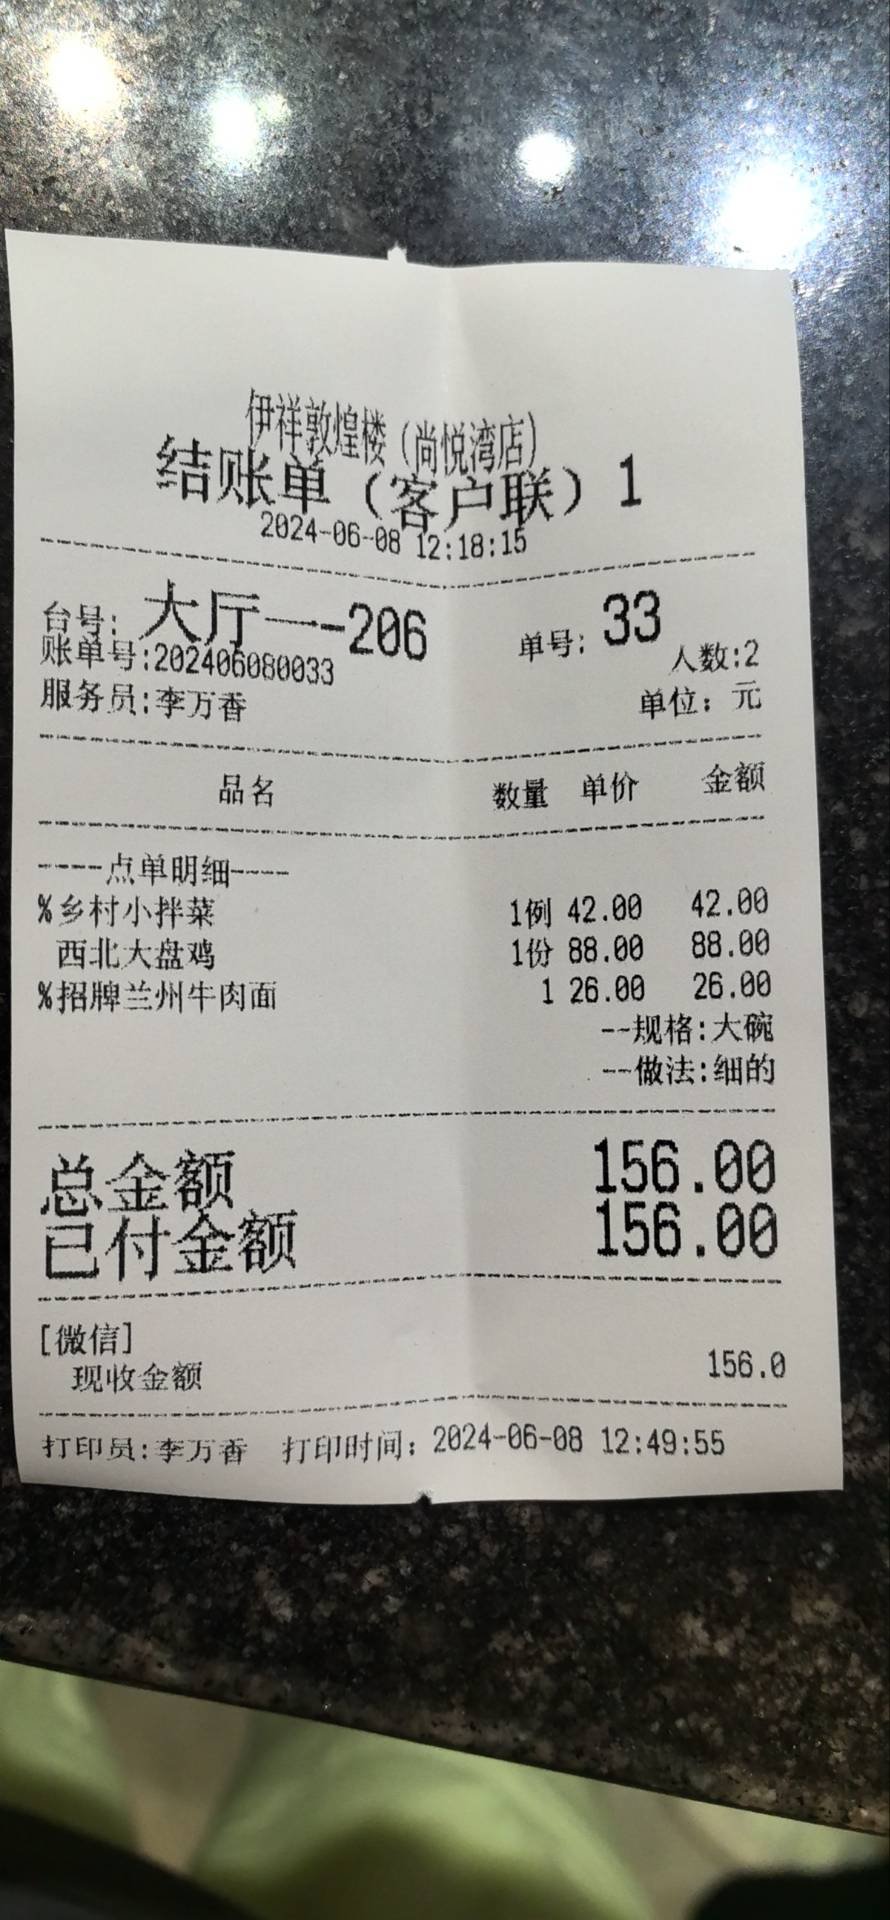 伊祥敦煌楼(尚悦湾店)
结账单（客户联）1
2024-06-08 12:18:15
台号: 大厅一-206 单号: 33
账单号:202406080033 人数:2
服务员:李万香 单位: 元
品名 数量 单价 金额
----点单明细----
%乡村小拌菜 1例 42.00 42.00
西北大盘鸡 1份 88.00 88.00
%招牌兰州牛肉面 1 26.00 26.00
--规格:大碗
--做法:细的
总金额 156.00
已付金额 156.00
[微信]
现收金额 156.0
打印员:李万香 打印时间: 2024-06-08 12:49:55